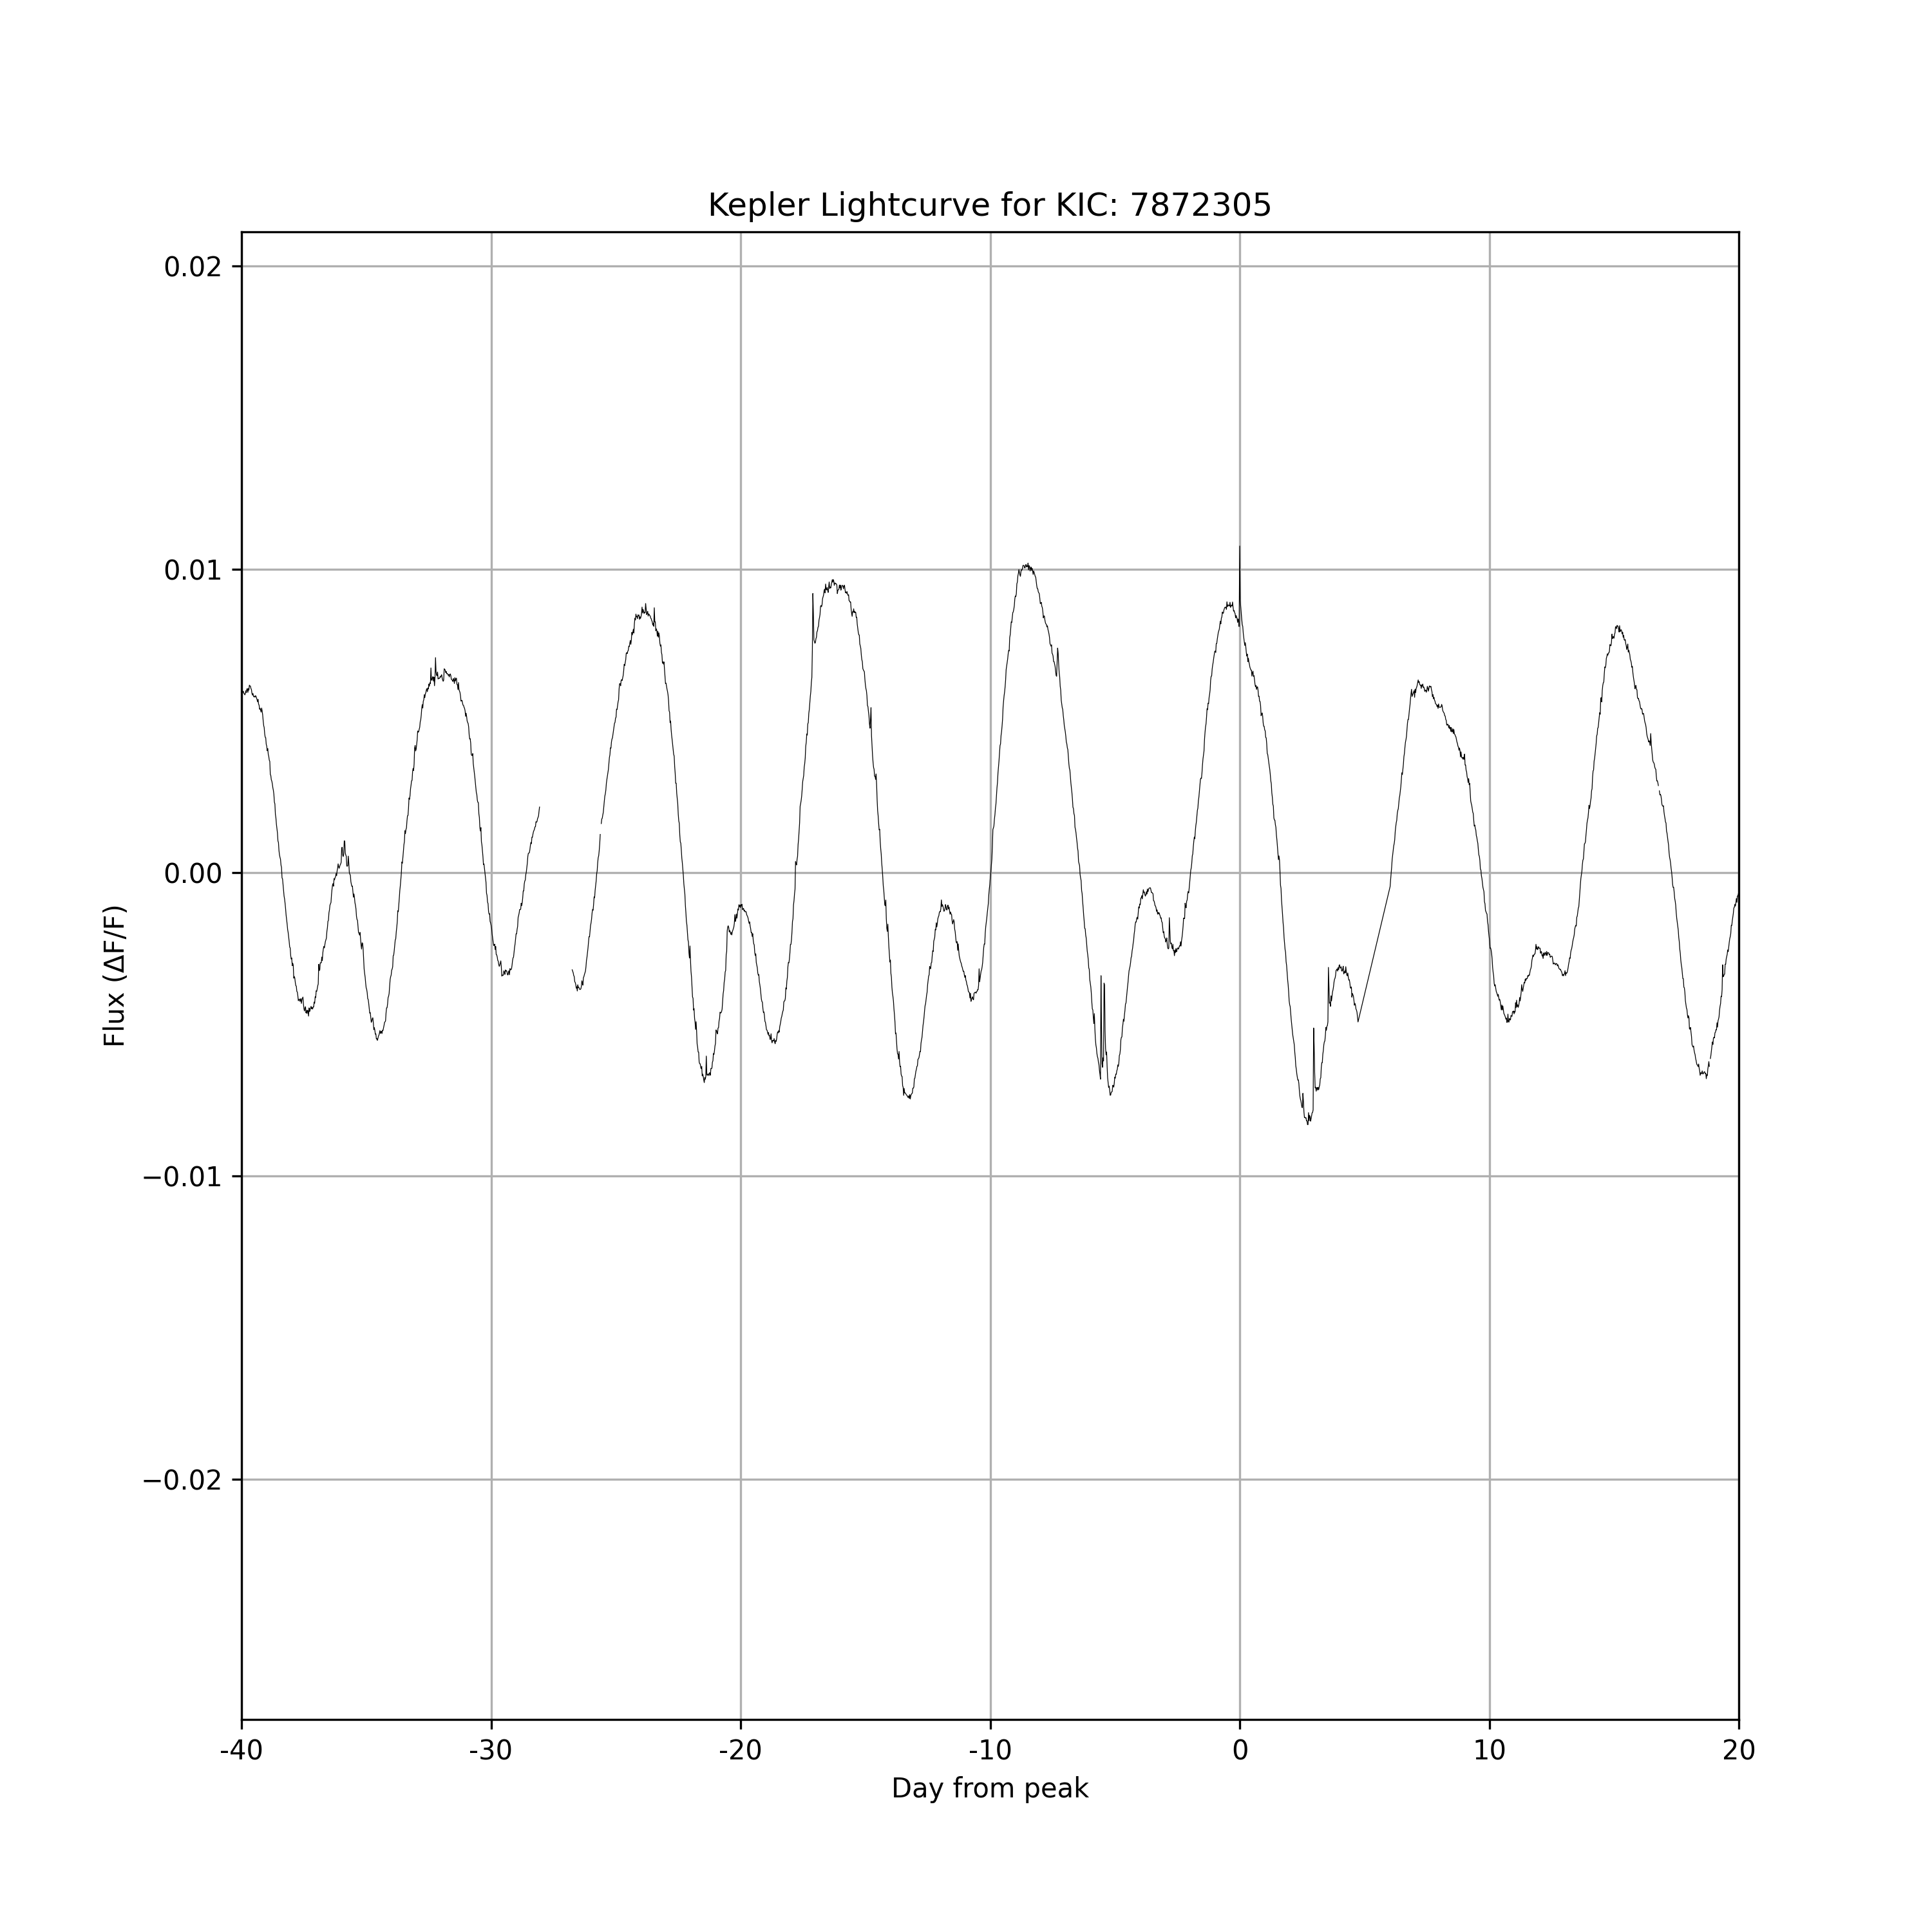 Kepler Lightcurve for KIC: 7872305
Flux (ΔF/F)
0.02
0.01
0.00
−0.01
−0.02
-40 -30 -20 -10 0 10 20
Day from peak